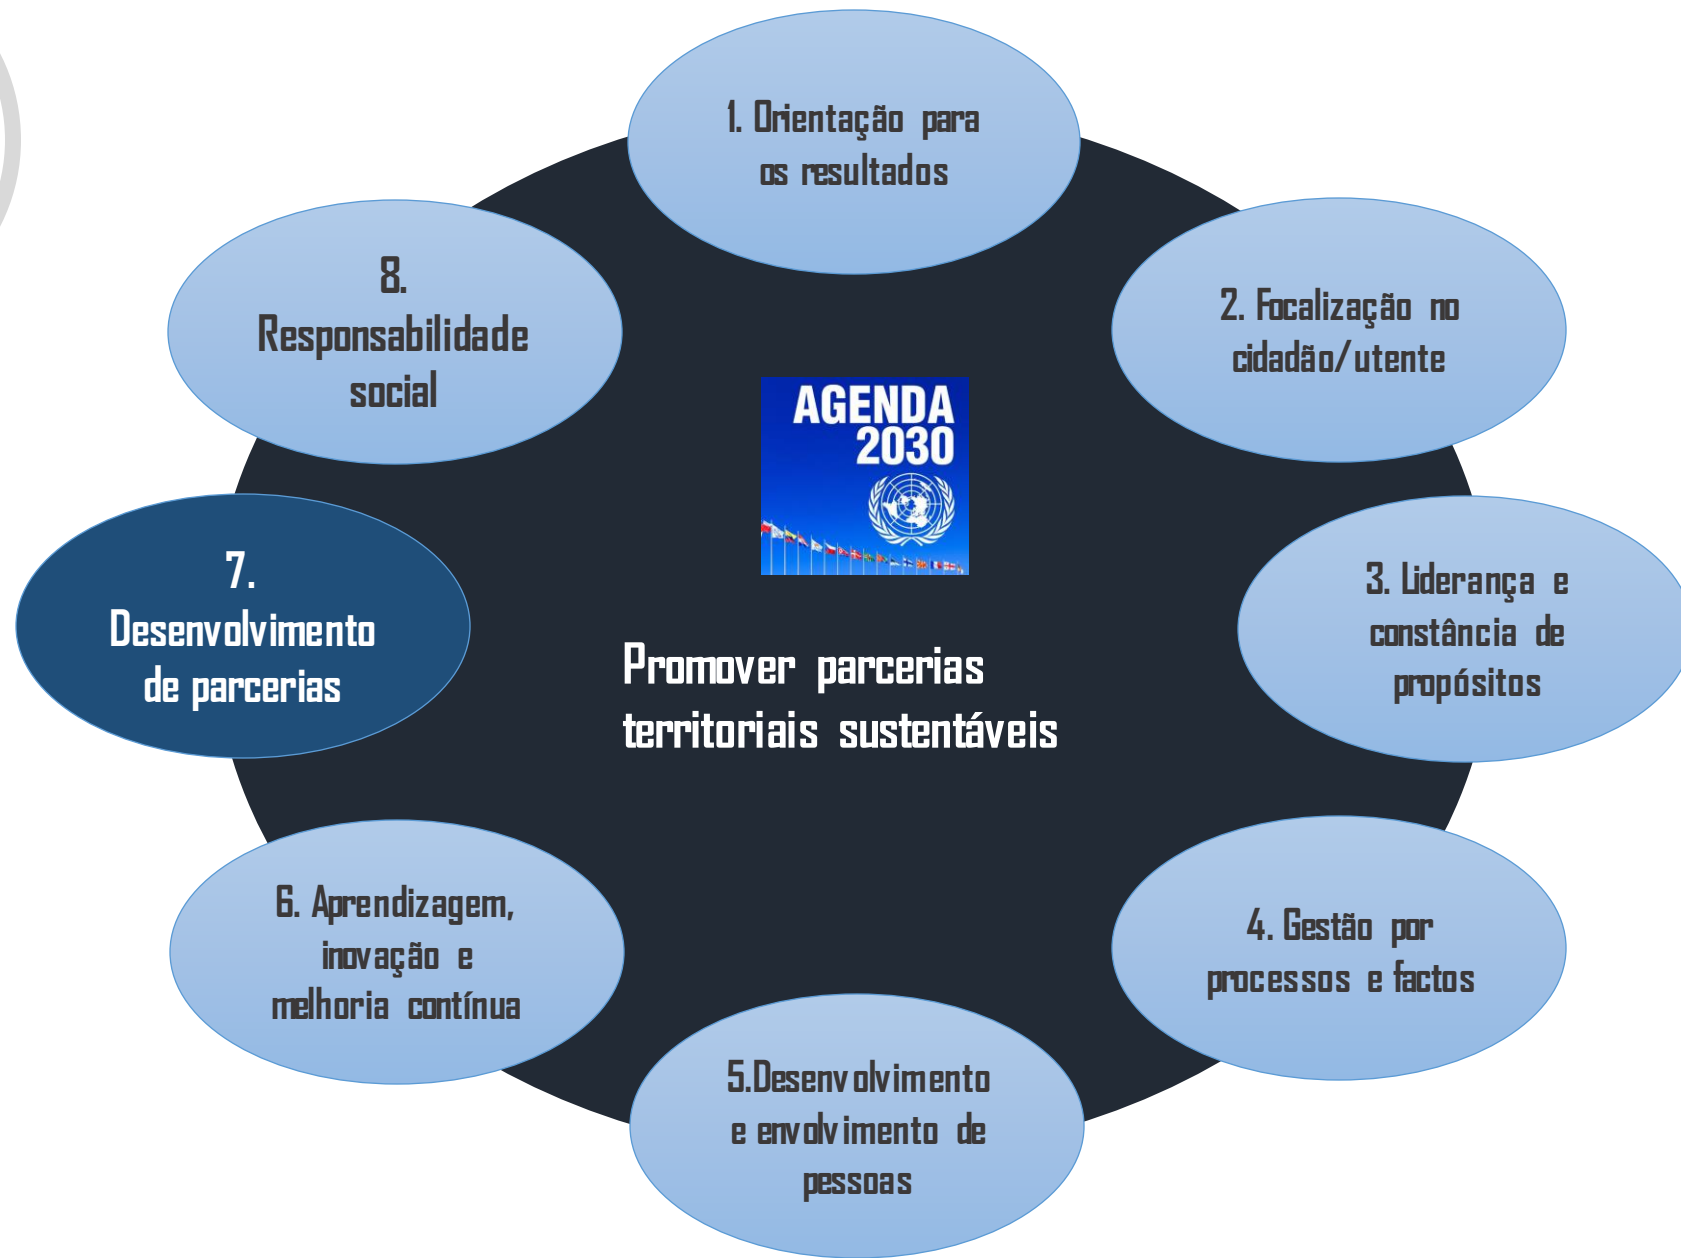 1. Orientação para
os resultados
2. Focalização no
cidadão/utente
3. Liderança e
constância de
propósitos
4. Gestão por
processos e factos
5.Desenvolvimento
e envolvimento de
pessoas
6. Aprendizagem,
inovação e
melhoria contínua
7.
Desenvolvimento
de parcerias
8.
Responsabilidade
social
AGENDA
2030
Promover parcerias
territoriais sustentáveis